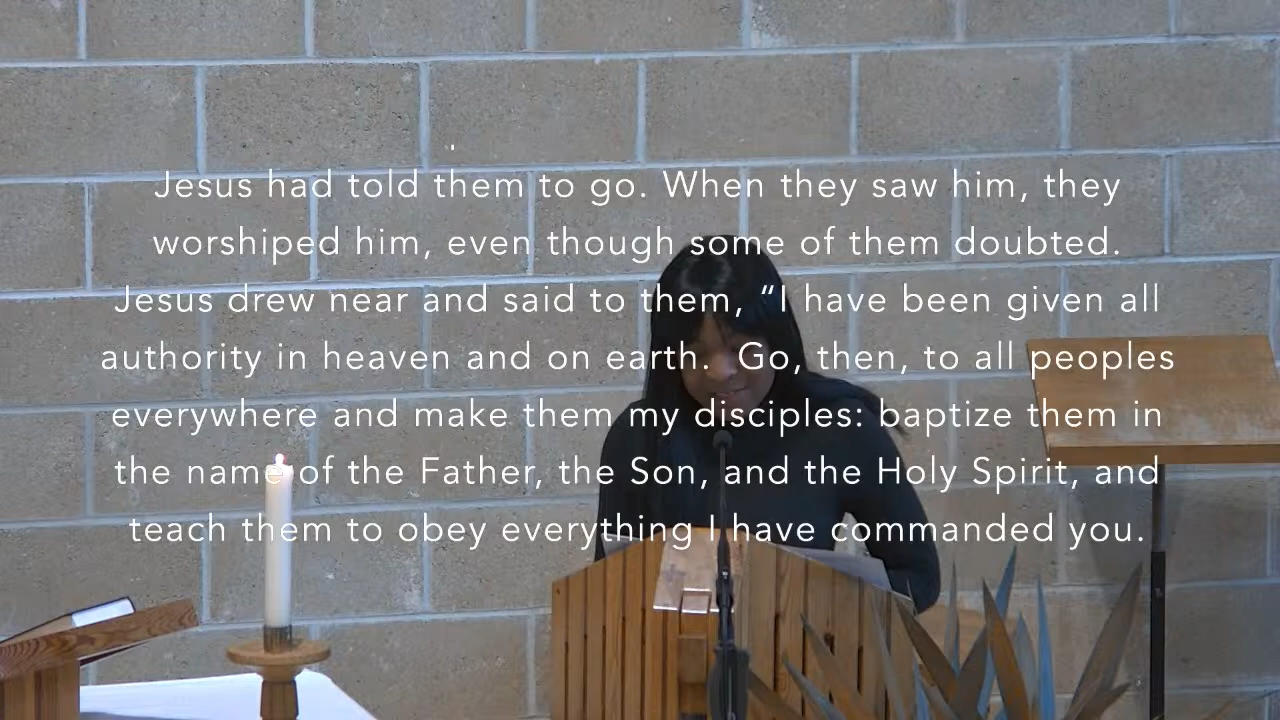 Jesus had told them to go. When they saw him, they
worshiped him, even though some of them doubted.
Jesus drew near and said to them, “I have been given all
authority in heaven and on earth. Go, then, to all peoples
everywhere and make them my disciples: baptize them in
the name of the Father, the Son, and the Holy Spirit, and
teach them to obey everything I have commanded you.